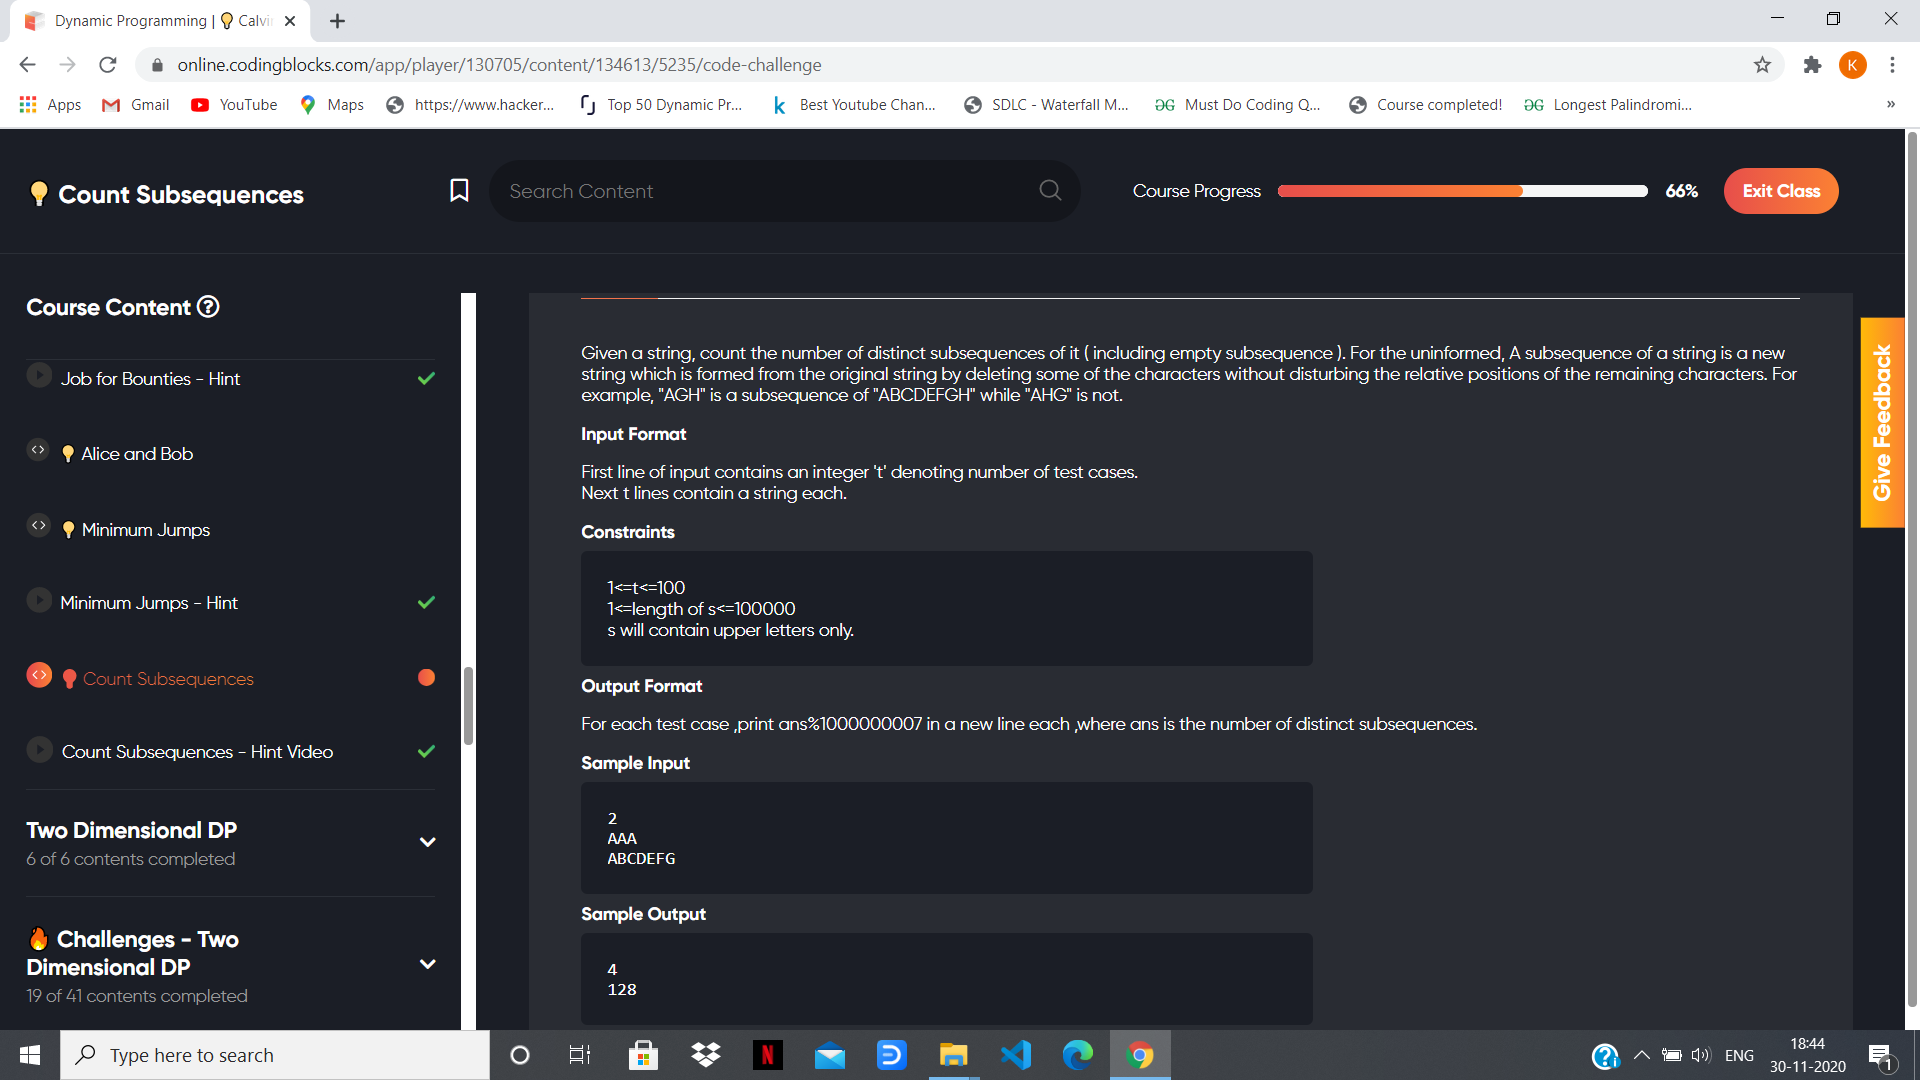 Dynamic Programming | 💡 Calvi
online.codingblocks.com/app/player/130705/content/134613/5235/code-challenge
K
Apps
Gmail
YouTube
Maps
https://www.hacker...
Top 50 Dynamic Pr...
Best Youtube Chan...
SDLC - Waterfall M...
Must Do Coding Q...
Course completed!
Longest Palindromi...
»
💡 Count Subsequences
Search Content
Course Progress
66%
Exit Class
Course Content
Job for Bounties - Hint
💡 Alice and Bob
💡 Minimum Jumps
Minimum Jumps - Hint
Count Subsequences
Count Subsequences - Hint Video
Two Dimensional DP
6 of 6 contents completed
🔥 Challenges - Two
Dimensional DP
19 of 41 contents completed
Given a string, count the number of distinct subsequences of it ( including empty subsequence ). For the uninformed, A subsequence of a string is a new
string which is formed from the original string by deleting some of the characters without disturbing the relative positions of the remaining characters. For
example, "AGH" is a subsequence of "ABCDEFGH" while "AHG" is not.
Input Format
First line of input contains an integer 't' denoting number of test cases.
Next t lines contain a string each.
Constraints
1<=t<=100
1<=length of s<=100000
s will contain upper letters only.
Output Format
For each test case ,print ans%1000000007 in a new line each ,where ans is the number of distinct subsequences.
Sample Input
2
AAA
ABCDEFG
Sample Output
4
128
Give Feedback
Type here to search
ENG
18:44
30-11-2020
1